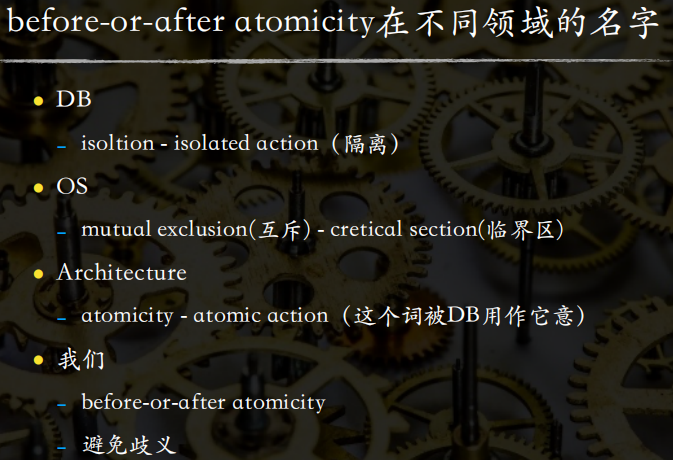 before-or-after atomicity在不同领域的名字
DB
isoltion - isolated action（隔离）
OS
mutual exclusion(互斥) - cretical section(临界区)
Architecture
atomicity - atomic action（这个词被DB用作它意）
我们
before-or-after atomicity
避免歧义